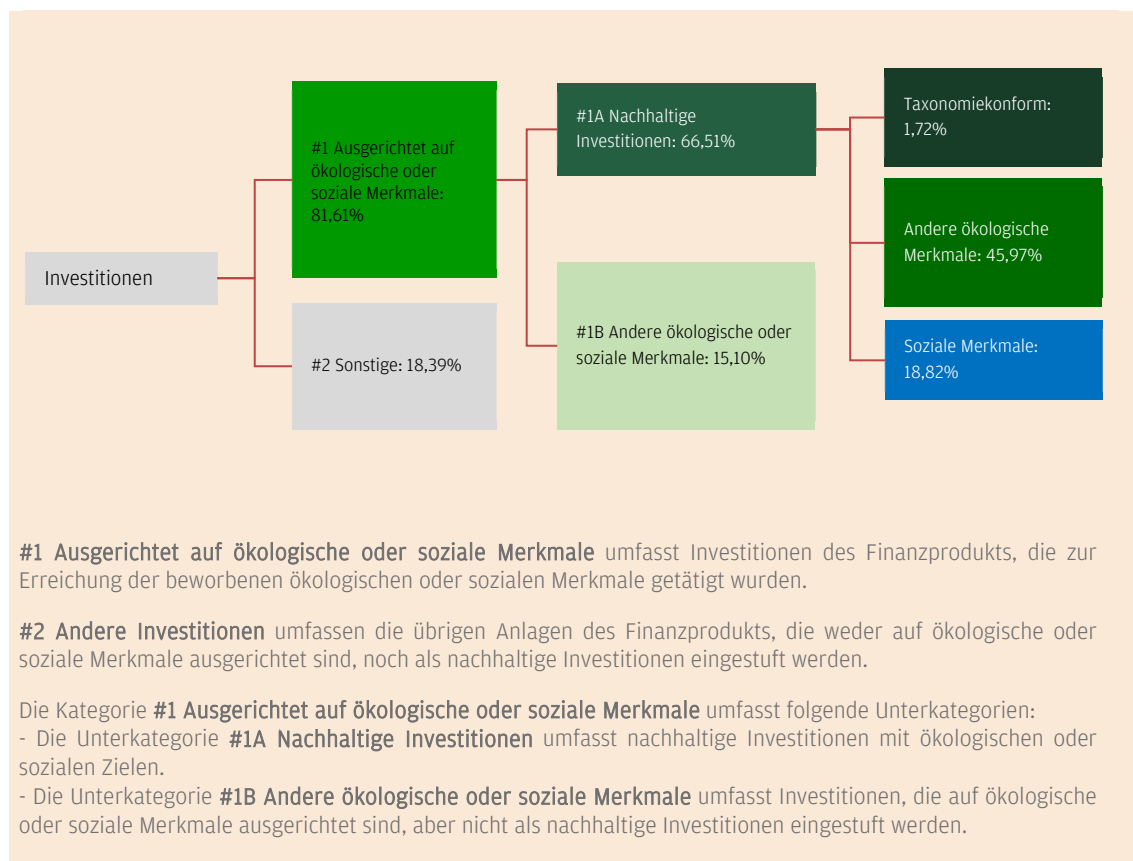 Investitionen
#1 Ausgerichtet auf
ökologische oder
soziale Merkmale:
81,61%
#2 Sonstige: 18,39%
#1A Nachhaltige
Investitionen: 66,51%
#1B Andere ökologische oder
soziale Merkmale: 15,10%
Taxonomiekonform:
1,72%
Andere ökologische
Merkmale: 45,97%
Soziale Merkmale:
18,82%
#1 Ausgerichtet auf ökologische oder soziale Merkmale umfasst Investitionen des Finanzprodukts, die zur
Erreichung der beworbenen ökologischen oder sozialen Merkmale getätigt wurden.
#2 Andere Investitionen umfassen die übrigen Anlagen des Finanzprodukts, die weder auf ökologische oder
soziale Merkmale ausgerichtet sind, noch als nachhaltige Investitionen eingestuft werden.
Die Kategorie #1 Ausgerichtet auf ökologische oder soziale Merkmale umfasst folgende Unterkategorien:
- Die Unterkategorie #1A Nachhaltige Investitionen umfasst nachhaltige Investitionen mit ökologischen oder
sozialen Zielen.
- Die Unterkategorie #1B Andere ökologische oder soziale Merkmale umfasst Investitionen, die auf ökologische
oder soziale Merkmale ausgerichtet sind, aber nicht als nachhaltige Investitionen eingestuft werden.